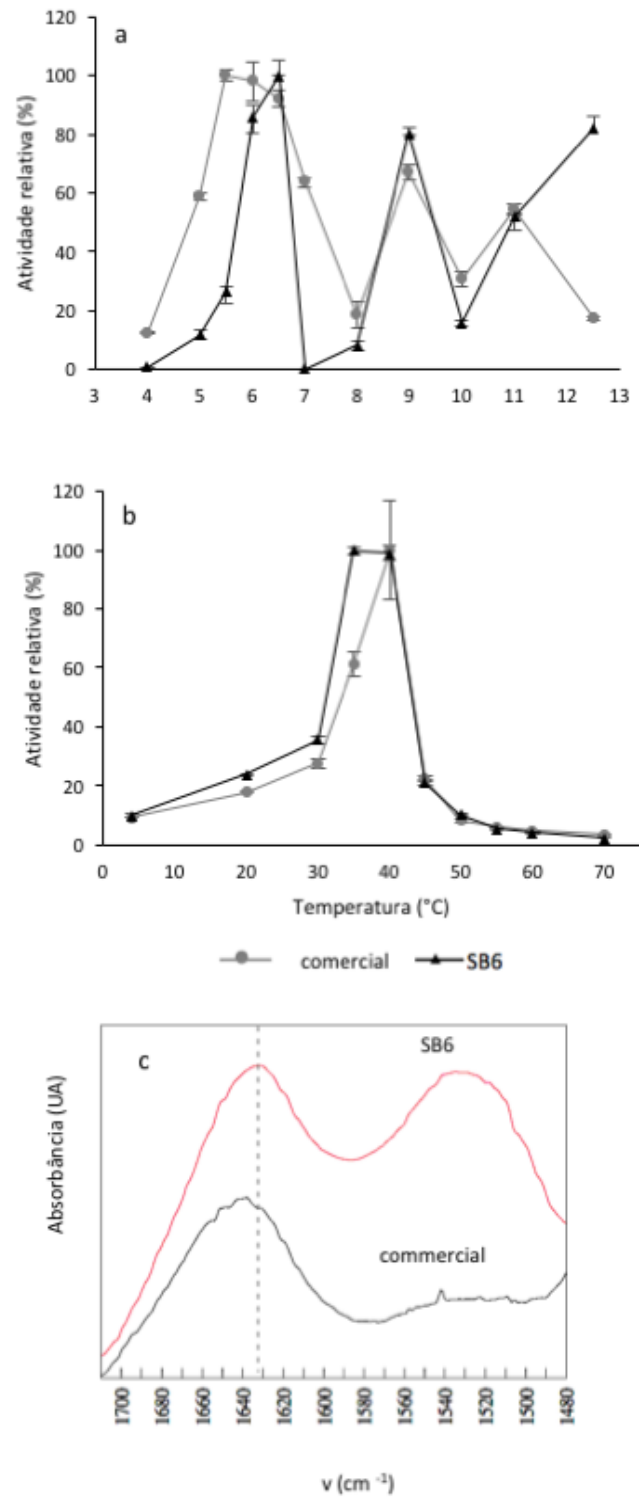 a
Atividade relativa (%)
120
100
80
60
40
20
0
3 4 5 6 7 8 9 10 11 12 13
b
Atividade relativa (%)
120
100
80
60
40
20
0
0 10 20 30 40 50 60 70
Temperatura (°C)
comercial SB6
c
SB6
Absorbância (UA)
commercial
1700 1680 1660 1640 1620 1600 1580 1560 1540 1520 1500 1480
v (cm -1)